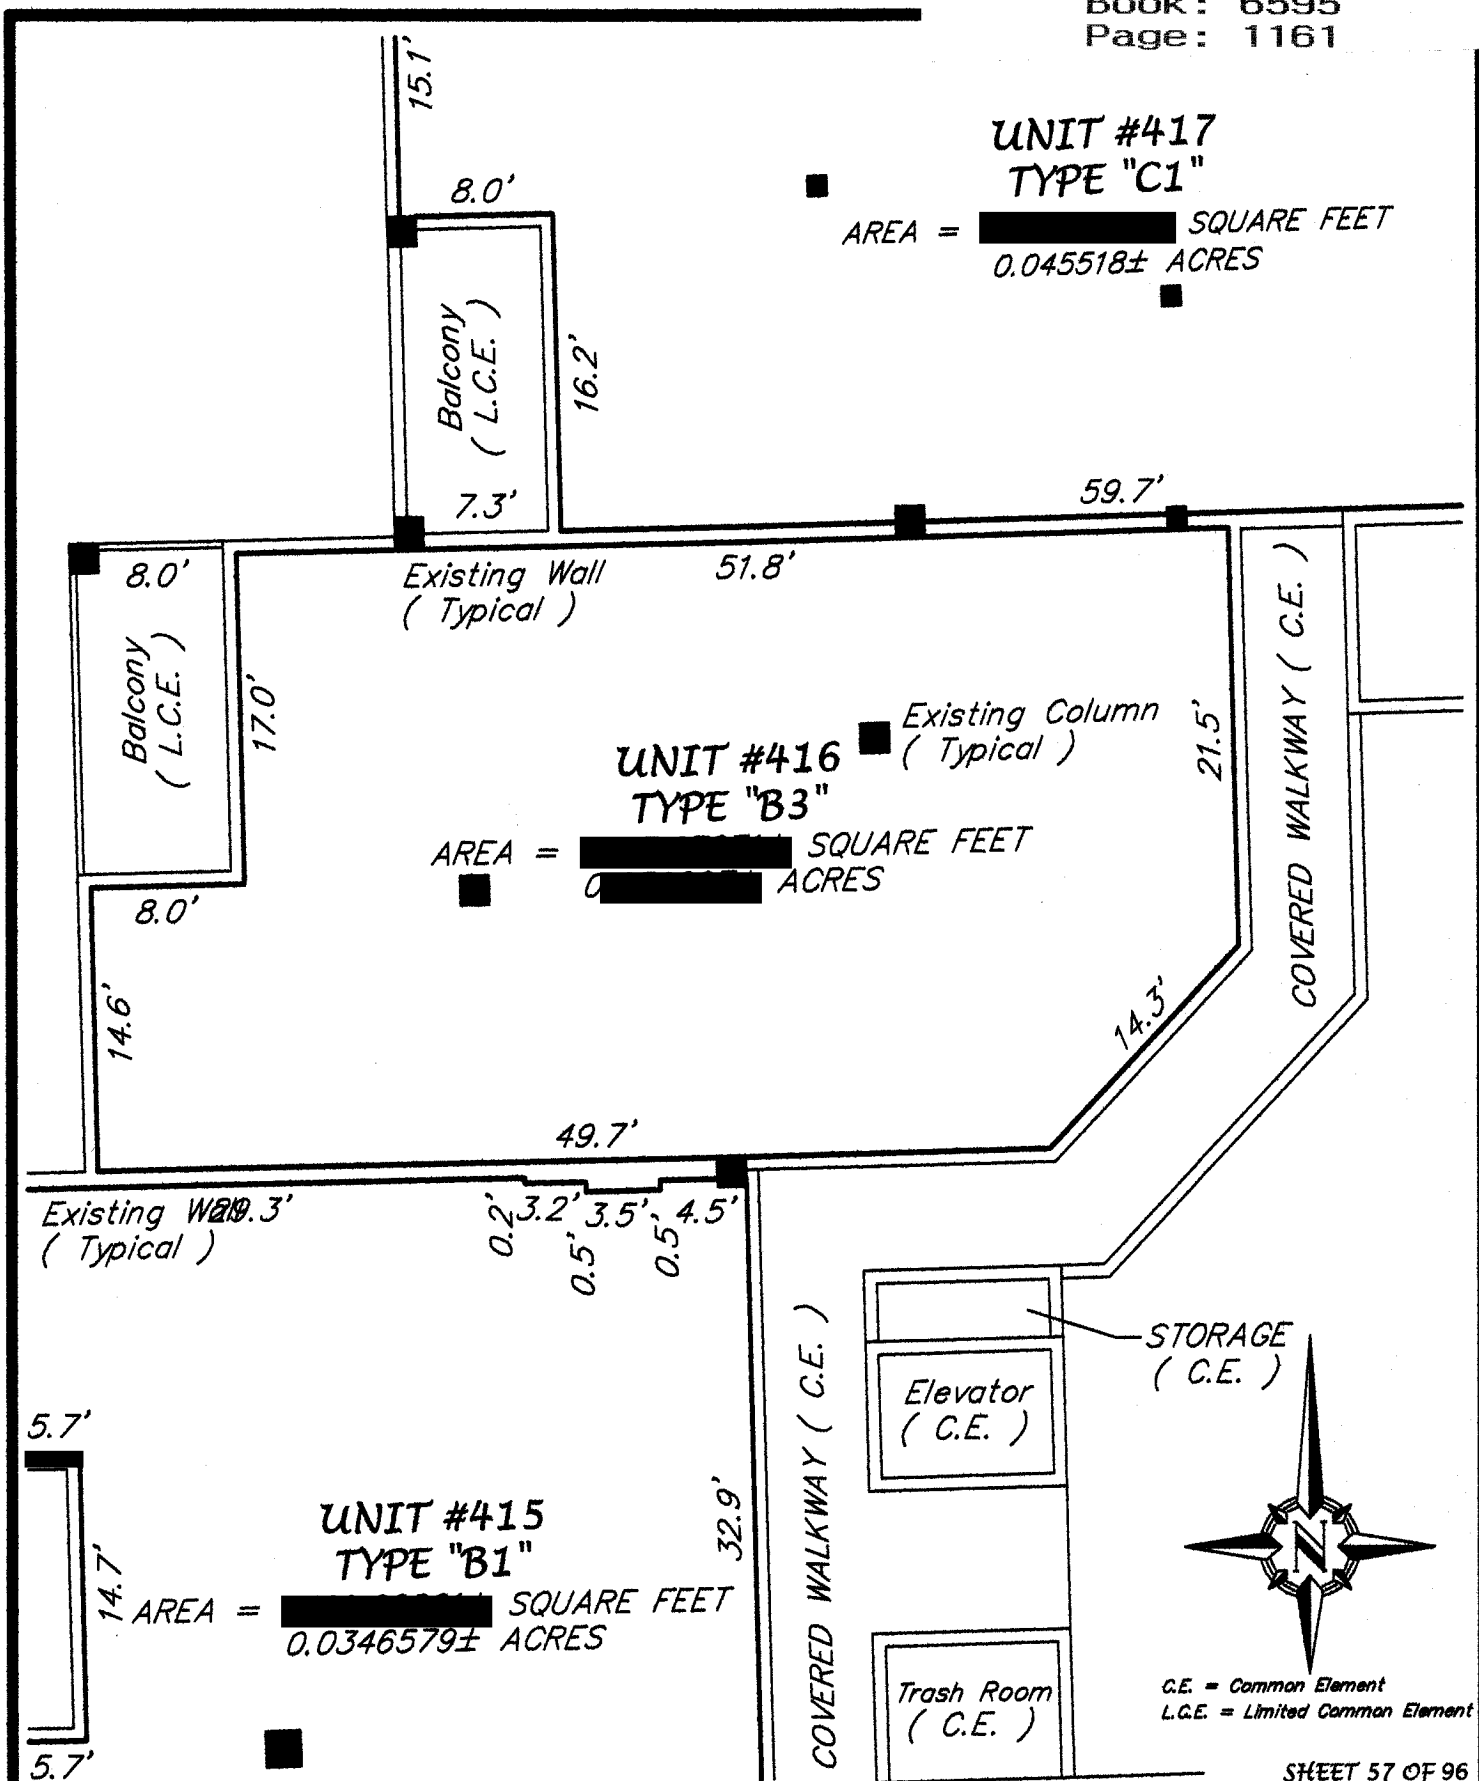 Book: 6595
Page: 1161
15.1'
UNIT #417
TYPE "C1"
AREA = SQUARE FEET
0.045518± ACRES
8.0'
Balcony
( L.C.E. )
16.2'
7.3'
59.7'
8.0'
Existing Wall
( Typical )
51.8'
Balcony
( L.C.E. )
17.0'
Existing Column
( Typical )
21.5'
COVERED WALKWAY ( C.E. )
UNIT #416
TYPE "B3"
AREA = SQUARE FEET
ACRES
8.0'
14.6'
14.3'
49.7'
Existing
29.3'
( Typical )
0.2'
3.2'
0.5'
3.5'
0.5'
4.5'
STORAGE
( C.E. )
Elevator
( C.E. )
COVERED WALKWAY ( C.E. )
5.7'
32.9'
UNIT #415
TYPE "B1"
14.7'
AREA = SQUARE FEET
0.0346579± ACRES
N
Trash Room
( C.E. )
C.E. = Common Element
L.C.E. = Limited Common Element
5.7'
SHEET 57 OF 96